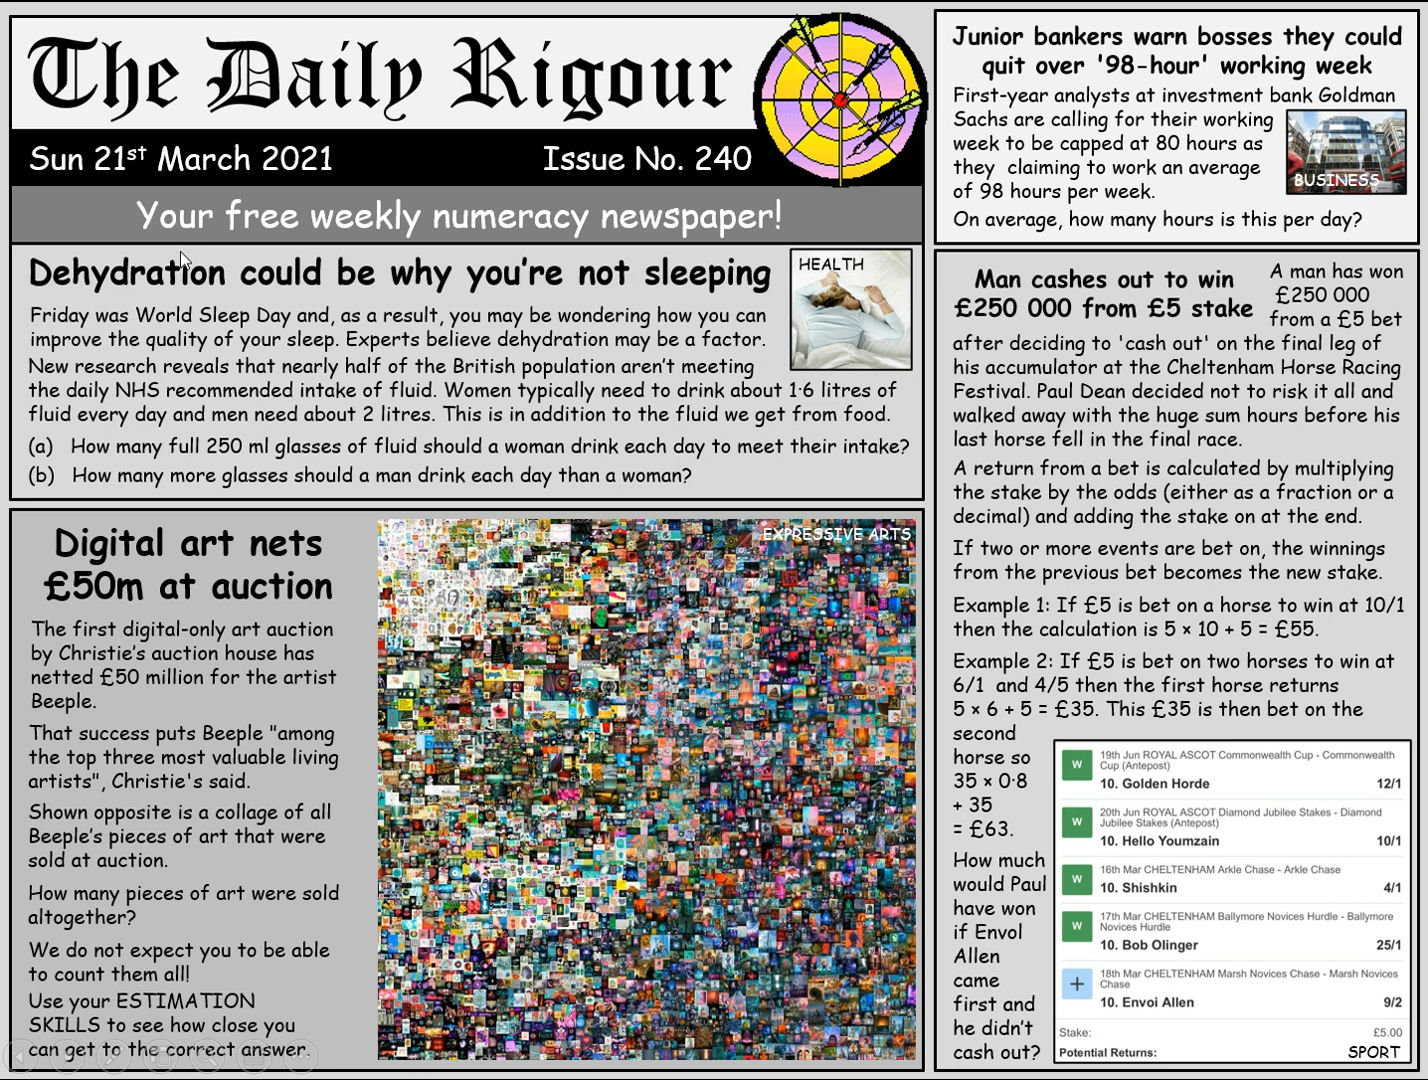 The Daily Rigour
Sun 21st March 2021 Issue No. 240
Your free weekly numeracy newspaper!
Dehydration could be why you're not sleeping
HEALTH
Friday was World Sleep Day and, as a result, you may be wondering how you can
improve the quality of your sleep. Experts believe dehydration may be a factor.
New research reveals that nearly half of the British population aren't meeting
the daily NHS recommended intake of fluid. Women typically need to drink about 1·6 litres of
fluid every day and men need about 2 litres. This is in addition to the fluid we get from food.
(a) How many full 250 ml glasses of fluid should a woman drink each day to meet their intake?
(b) How many more glasses should a man drink each day than a woman?
Digital art nets
£50m at auction
EXPRESSIVE ARTS
The first digital-only art auction
by Christie's auction house has
netted £50 million for the artist
Beeple.
That success puts Beeple "among
the top three most valuable living
artists", Christie's said.
Shown opposite is a collage of all
Beeple's pieces of art that were
sold at auction.
How many pieces of art were sold
altogether?
We do not expect you to be able
to count them all!
Use your ESTIMATION
SKILLS to see how close you
can get to the correct answer.
Junior bankers warn bosses they could
quit over '98-hour' working week
First-year analysts at investment bank Goldman
Sachs are calling for their working
week to be capped at 80 hours as
they claiming to work an average
of 98 hours per week.
BUSINESS
On average, how many hours is this per day?
Man cashes out to win
£250 000 from £5 stake
A man has won
£250 000
from a £5 bet
after deciding to 'cash out' on the final leg of
his accumulator at the Cheltenham Horse Racing
Festival. Paul Dean decided not to risk it all and
walked away with the huge sum hours before his
last horse fell in the final race.
A return from a bet is calculated by multiplying
the stake by the odds (either as a fraction or a
decimal) and adding the stake on at the end.
If two or more events are bet on, the winnings
from the previous bet becomes the new stake.
Example 1: If £5 is bet on a horse to win at 10/1
then the calculation is 5 × 10 + 5 = £55.
Example 2: If £5 is bet on two horses to win at
6/1 and 4/5 then the first horse returns
5 × 6 + 5 = £35. This £35 is then bet on the
second
horse so
35 × 0·8
+ 35
= £63.
How much
would Paul
have won
if Envol
Allen
came
first and
he didn't
cash out?
W
19th Jun ROYAL ASCOT Commonwealth Cup - Commonwealth
Cup (Antepost)
10. Golden Horde 12/1
W
20th Jun ROYAL ASCOT Diamond Jubilee Stakes - Diamond
Jubilee Stakes (Antepost)
10. Hello Youmzain 10/1
W
16th Mar CHELTENHAM Arkle Chase - Arkle Chase
10. Shishkin 4/1
W
17th Mar CHELTENHAM Ballymore Novices Hurdle - Ballymore
Novices Hurdle
10. Bob Olinger 25/1
+
18th Mar CHELTENHAM Marsh Novices Chase - Marsh Novices
Chase
10. Envoi Allen 9/2
Stake: £5.00
Potential Returns:
SPORT